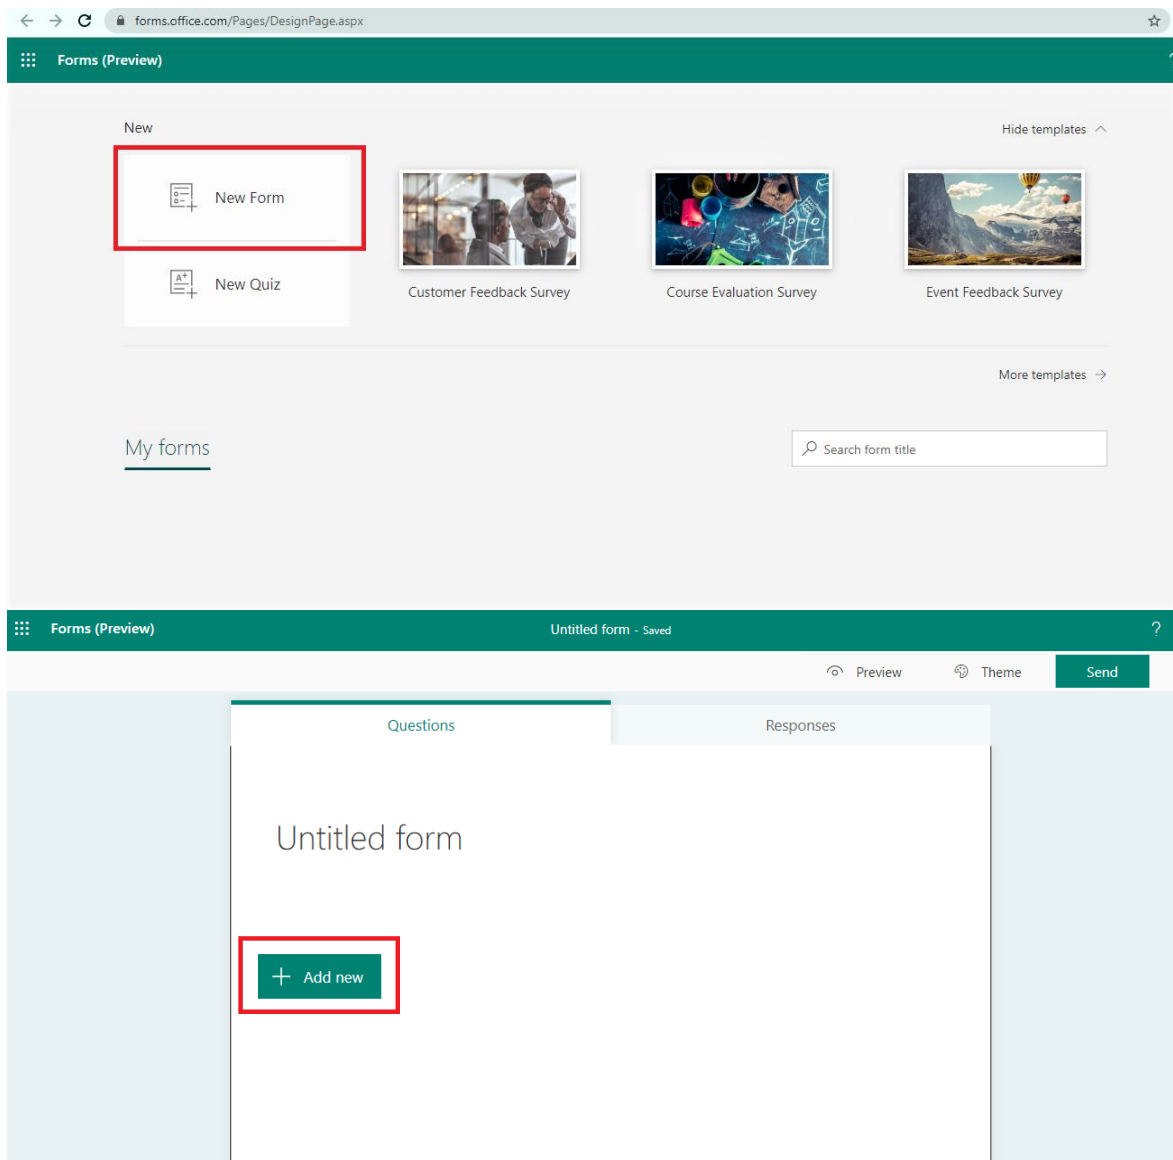 forms.office.com/Pages/DesignPage.aspx
Forms (Preview)
New
Hide templates
New Form
New Quiz
Customer Feedback Survey
Course Evaluation Survey
Event Feedback Survey
More templates
My forms
Search form title
Forms (Preview)
Untitled form - Saved
?
Preview
Theme
Send
Questions
Responses
Untitled form
+ Add new